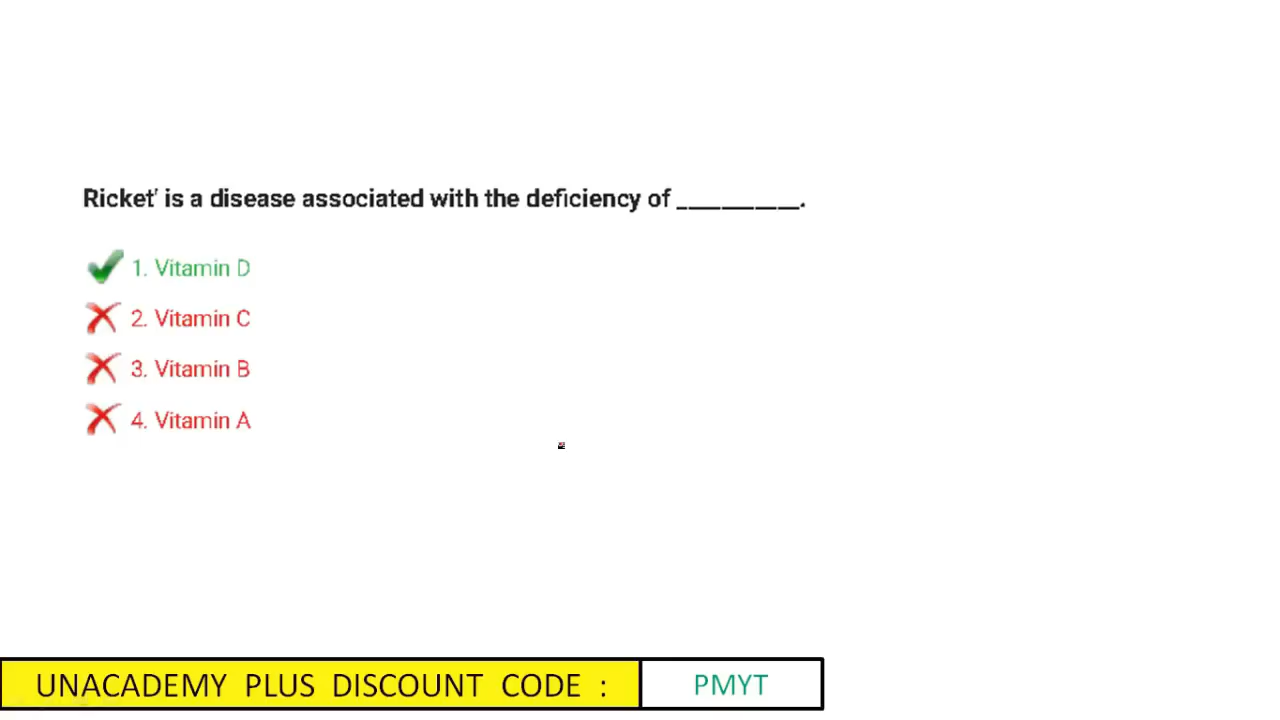 Ricket' is a disease associated with the deficiency of ___________.
1. Vitamin D
2. Vitamin C
3. Vitamin B
4. Vitamin A
UNACADEMY PLUS DISCOUNT CODE : PMYT